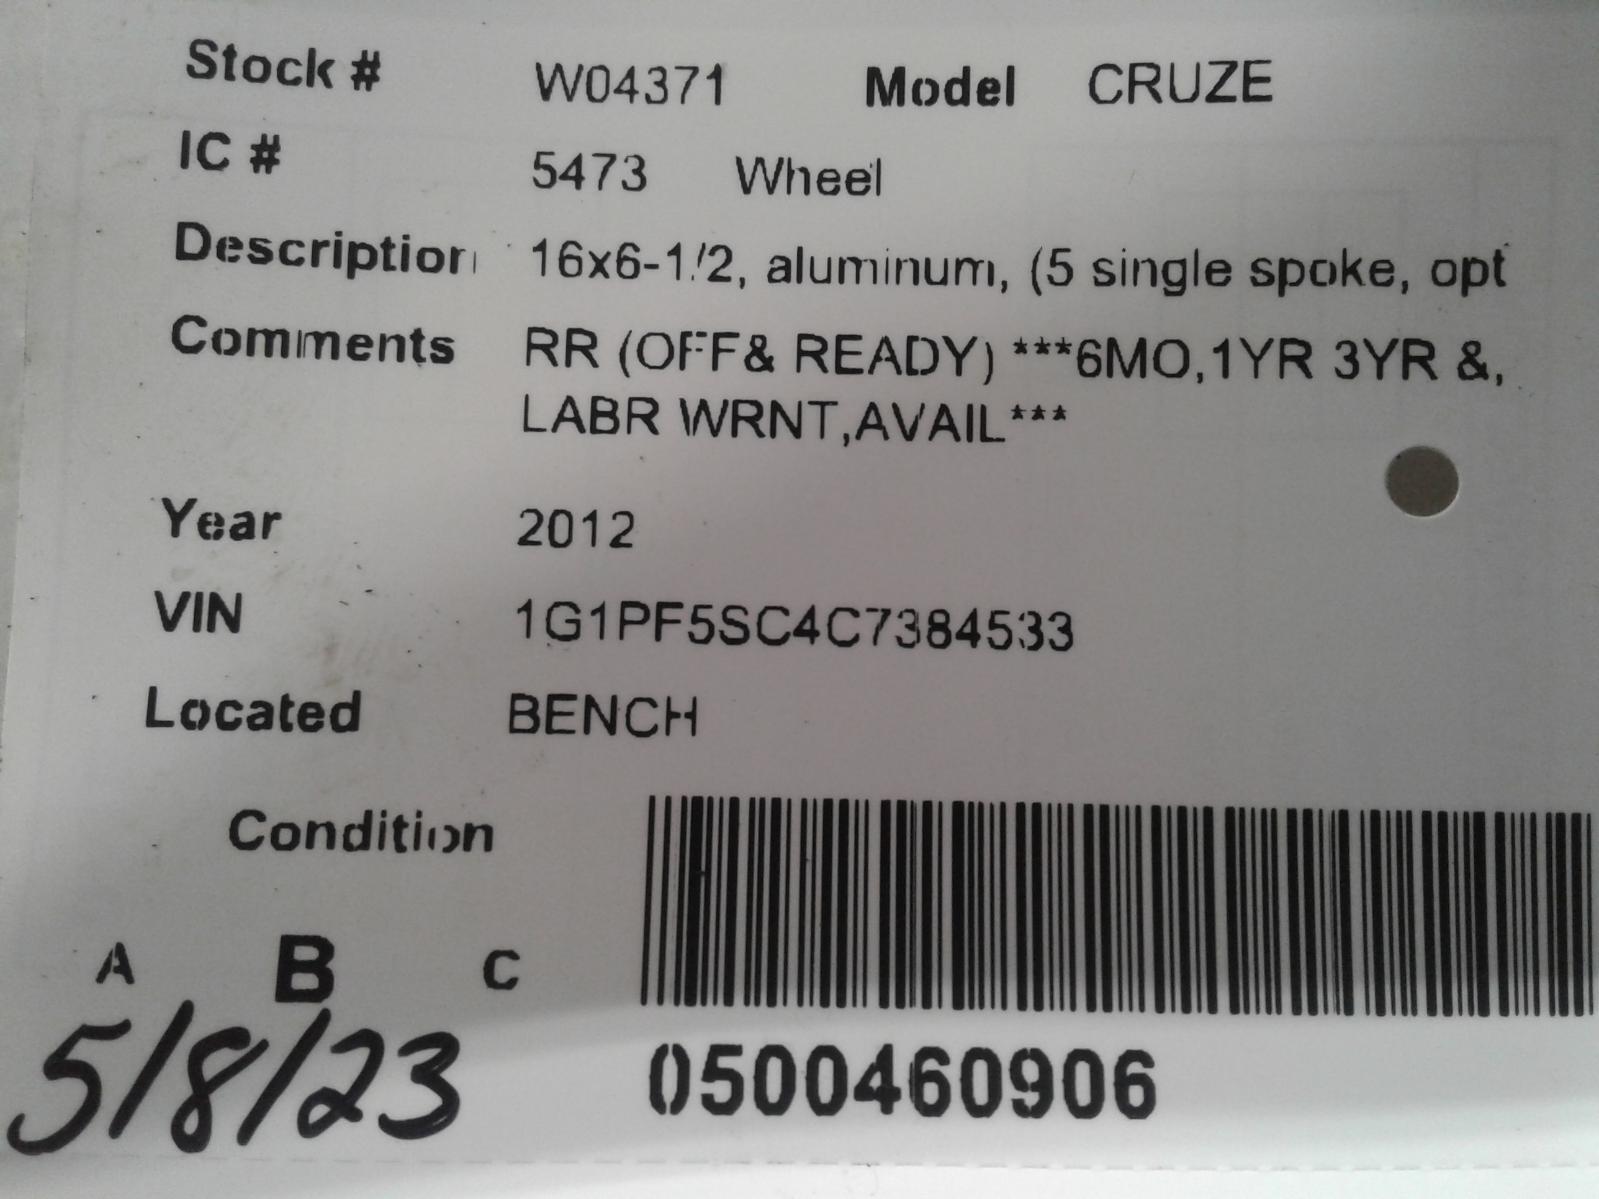 Stock # W04371 Model CRUZE
IC # 5473 Wheel
Description 16x6-1/2, aluminum, (5 single spoke, opt
Comments RR (OFF& READY) ***6MO,1YR 3YR &,
LABR WRNT,AVAIL***
Year 2012
VIN 1G1PF5SC4C7384533
Located BENCH
Condition
A B C
5/8/23
0500460906